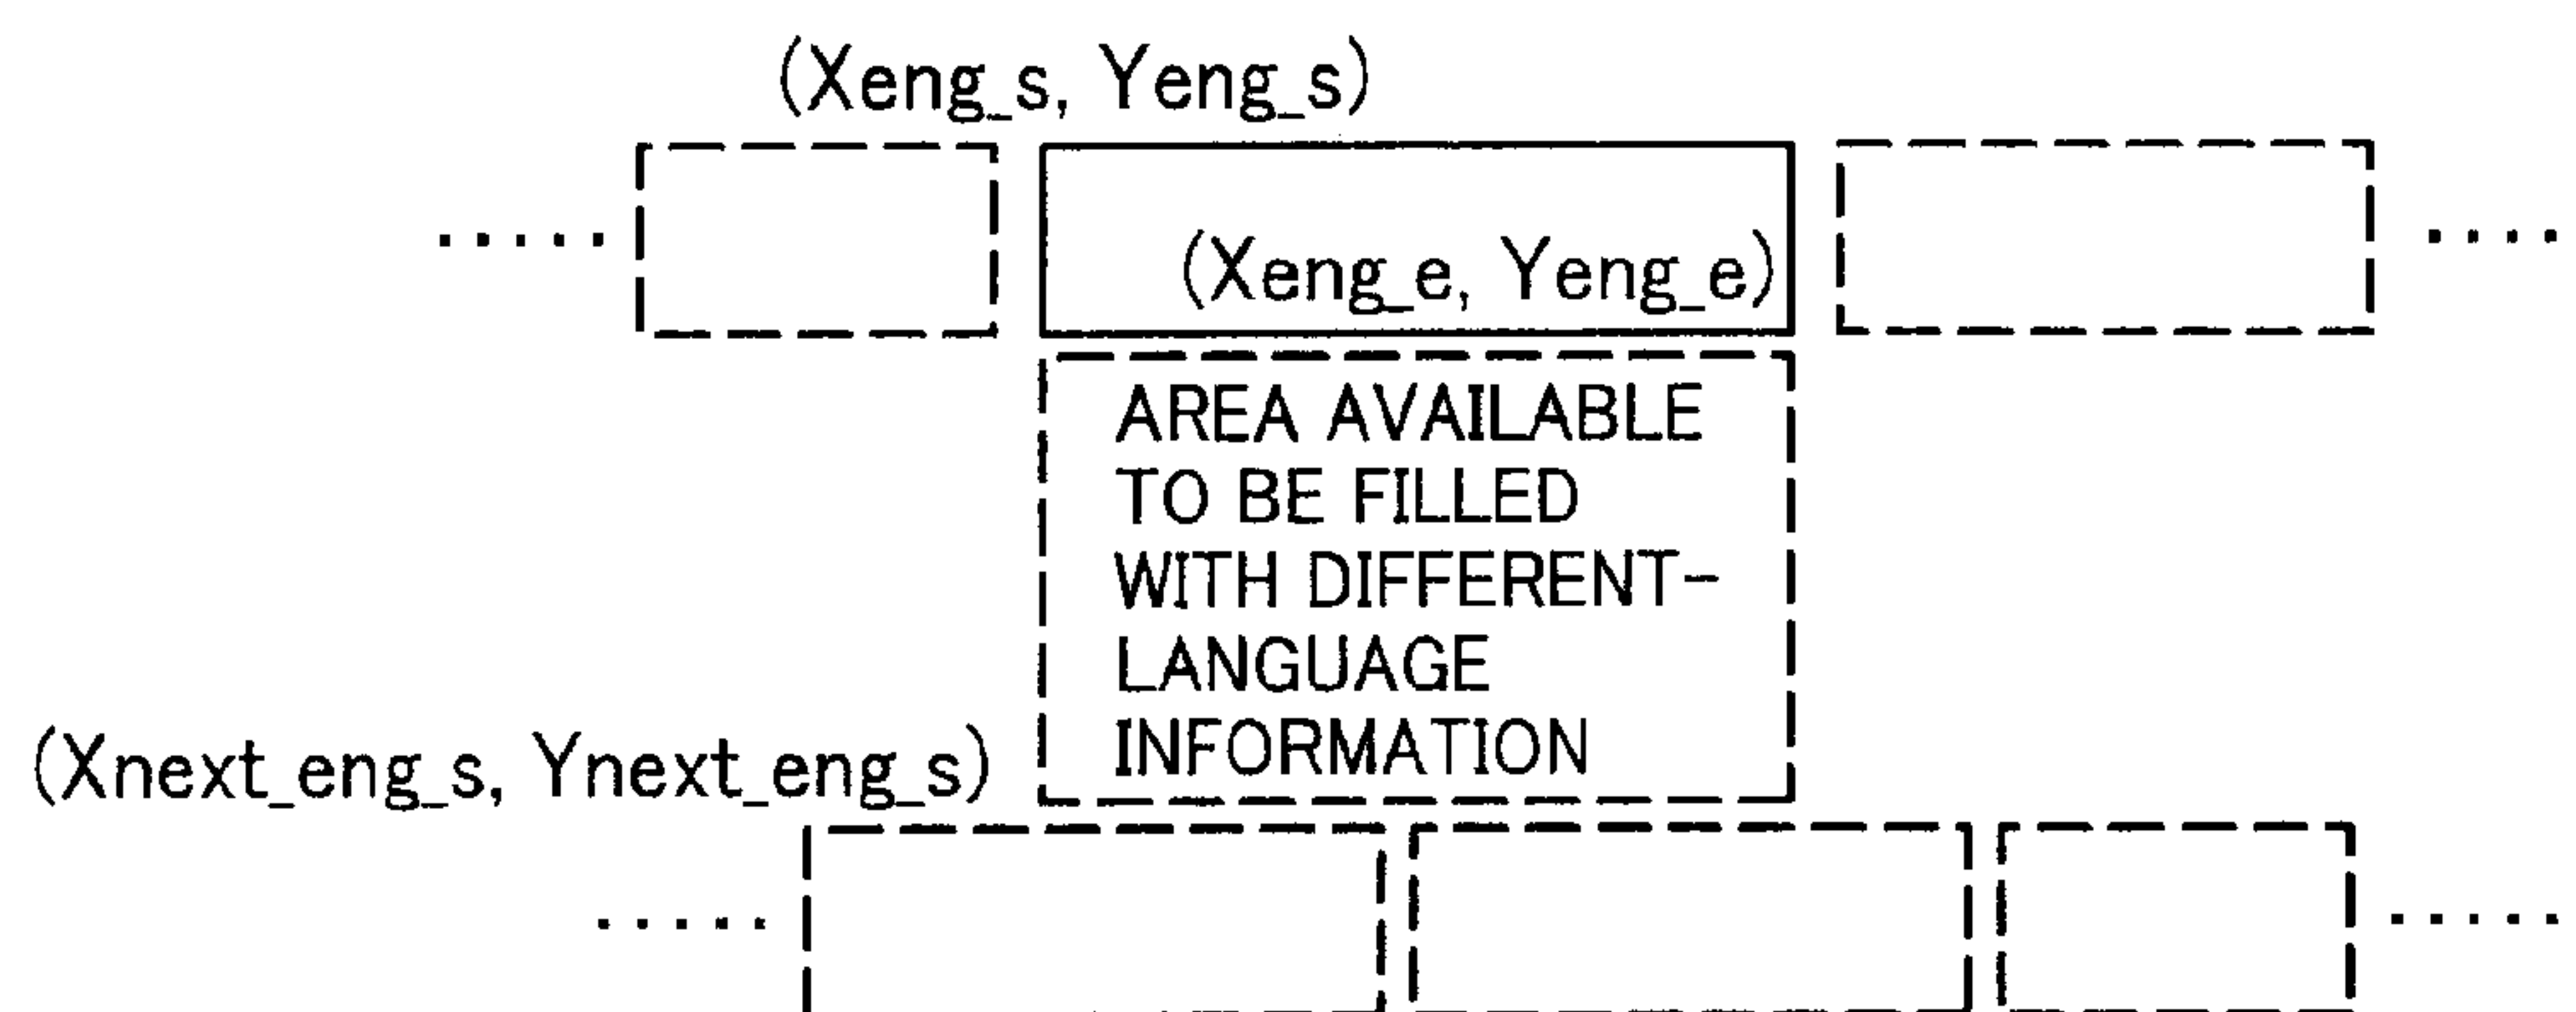 (Xeng_s, Yeng_s)
(Xeng_e, Yeng_e)
AREA AVAILABLE
TO BE FILLED
WITH DIFFERENT-
LANGUAGE
INFORMATION
(Xnext_eng_s, Ynext_eng_s)